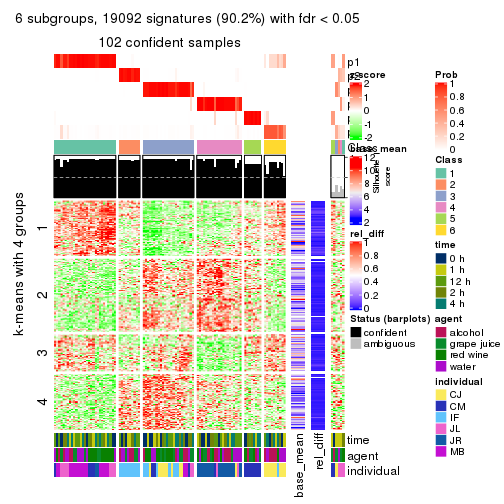 6 subgroups, 19092 signatures (90.2%) with fdr < 0.05
102 confident samples
p1
Class
Silhouette
score
k-means with 4 groups
1
2
3
4
time
agent
individual
base_mean
rel_diff
z-score
2
1
0
-1
-2
base_mean
12
10
8
6
4
2
rel_diff
1
0.8
0.6
0.4
0.2
0
Status (barplots)
confident
ambiguous
Prob
1
0.8
0.6
0.4
0.2
0
Class
1
2
3
4
5
6
time
0 h
1 h
12 h
2 h
4 h
agent
alcohol
grape juice
red wine
water
individual
CJ
CM
IF
JL
JR
MB